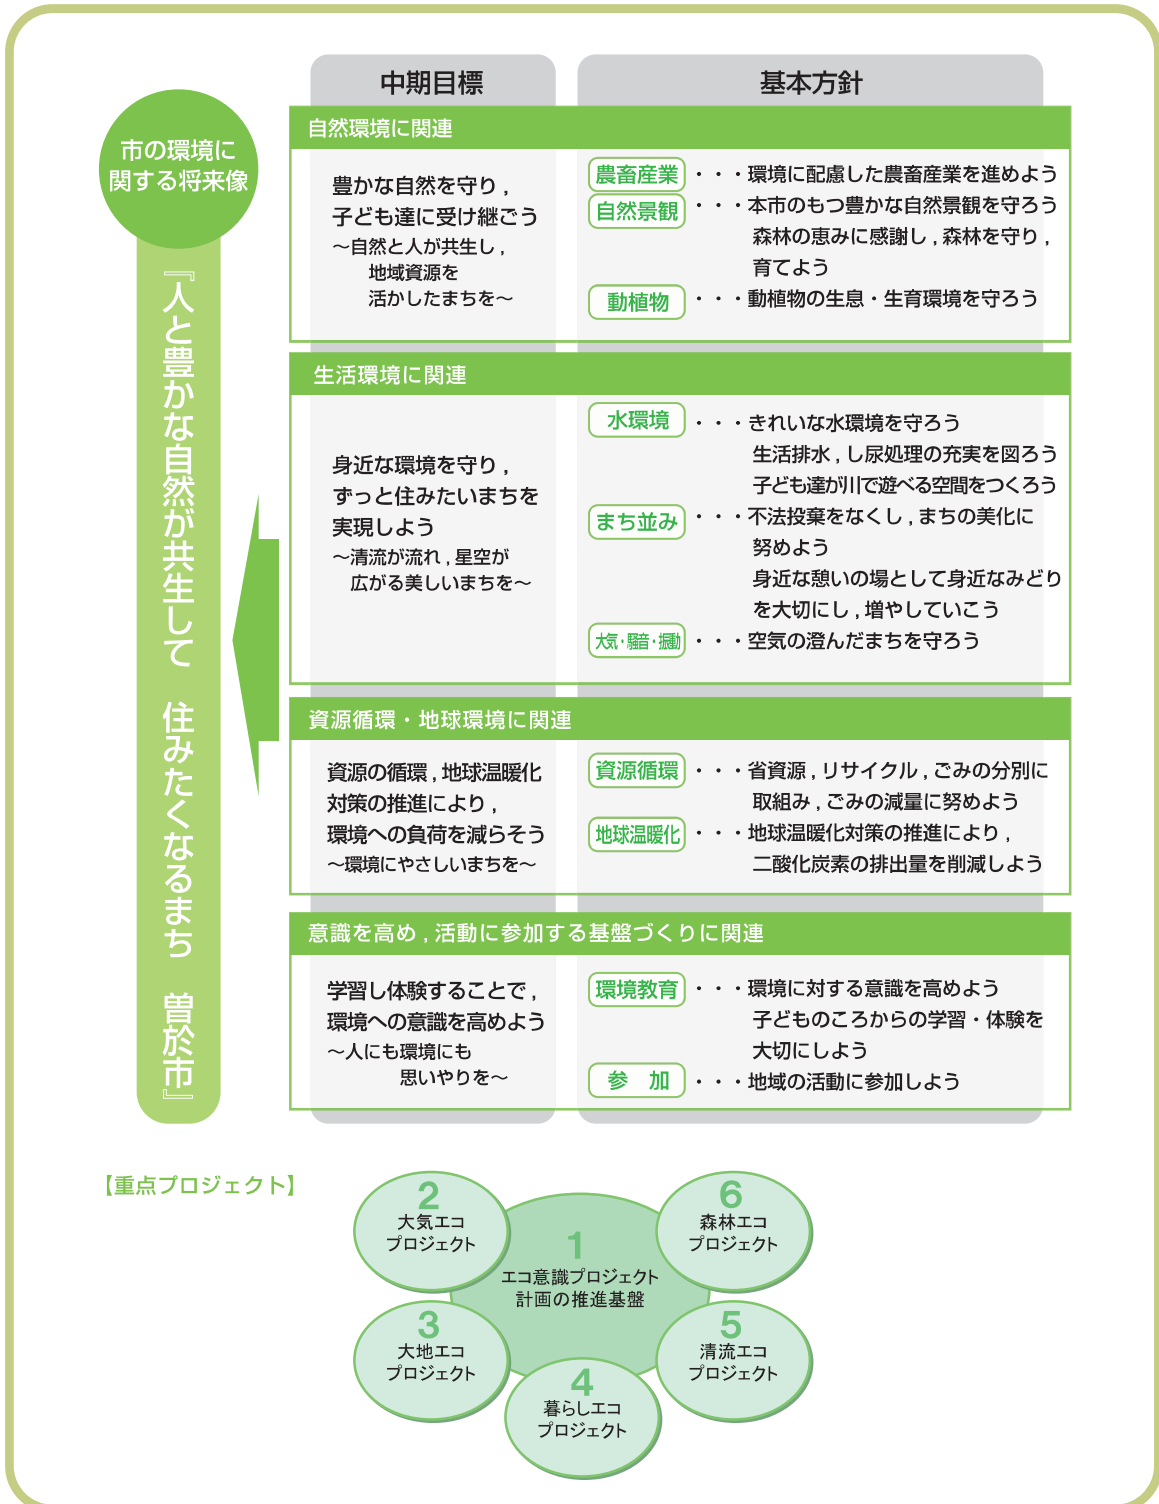 中期目標
基本方針
市の環境に
関する将来像
『人と豊かな自然が共生して　住みたくなるまち　曽於市』
自然環境に関連
豊かな自然を守り，
子ども達に受け継ごう
～自然と人が共生し，
地域資源を
活かしたまちを～
農畜産業・・・環境に配慮した農畜産業を進めよう
自然景観・・・本市のもつ豊かな自然景観を守ろう
森林の恵みに感謝し，森林を守り，
育てよう
動植物・・・動植物の生息・生育環境を守ろう
生活環境に関連
身近な環境を守り，
ずっと住みたいまちを
実現しよう
～清流が流れ，星空が
広がる美しいまちを～
水環境・・・きれいな水環境を守ろう
生活排水，し尿処理の充実を図ろう
子ども達が川で遊べる空間をつくろう
まち並み・・・不法投棄をなくし，まちの美化に
努めよう
身近な憩いの場として身近なみどり
を大切にし，増やしていこう
大気・騒音・振動・・・空気の澄んだまちを守ろう
資源循環・地球環境に関連
資源の循環，地球温暖化
対策の推進により，
環境への負荷を減らそう
～環境にやさしいまちを～
資源循環・・・省資源，リサイクル，ごみの分別に
取組み，ごみの減量に努めよう
地球温暖化・・・地球温暖化対策の推進により，
二酸化炭素の排出量を削減しよう
意識を高め，活動に参加する基盤づくりに関連
学習し体験することで，
環境への意識を高めよう
～人にも環境にも
思いやりを～
環境教育・・・環境に対する意識を高めよう
子どものころからの学習・体験を
大切にしよう
参　加・・・地域の活動に参加しよう
【重点プロジェクト】
1
エコ意識プロジェクト
計画の推進基盤
2
大気エコ
プロジェクト
3
大地エコ
プロジェクト
4
暮らしエコ
プロジェクト
5
清流エコ
プロジェクト
6
森林エコ
プロジェクト